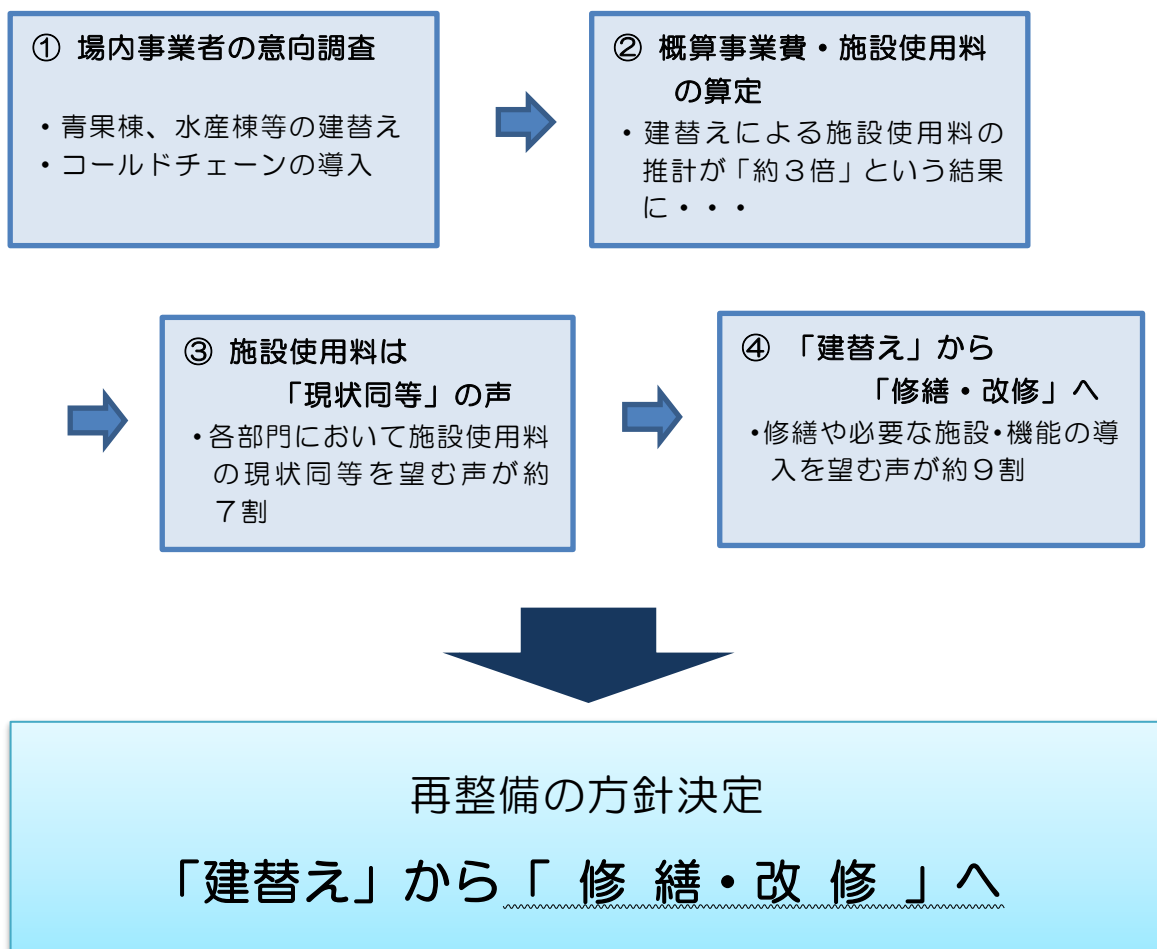 ① 場内事業者の意向調査
・青果棟、水産棟等の建替え
・コールドチェーンの導入
② 概算事業費・施設使用料
の算定
・建替えによる施設使用料の
推計が「約３倍」という結果
に・・・
③ 施設使用料は
「現状同等」の声
・各部門において施設使用料
の現状同等を望む声が約
７割
④ 「建替え」から
「修繕・改修」へ
・修繕や必要な施設・機能の導
入を望む声が約９割
再整備の方針決定
「建替え」から「 修 繕・改 修 」へ